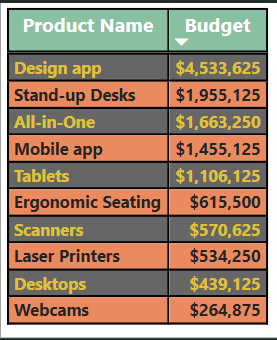 Product Name Budget
Design app $4,533,625
Stand-up Desks $1,955,125
All-in-One $1,663,250
Mobile app $1,455,125
Tablets $1,106,125
Ergonomic Seating $615,500
Scanners $570,625
Laser Printers $534,250
Desktops $439,125
Webcams $264,875